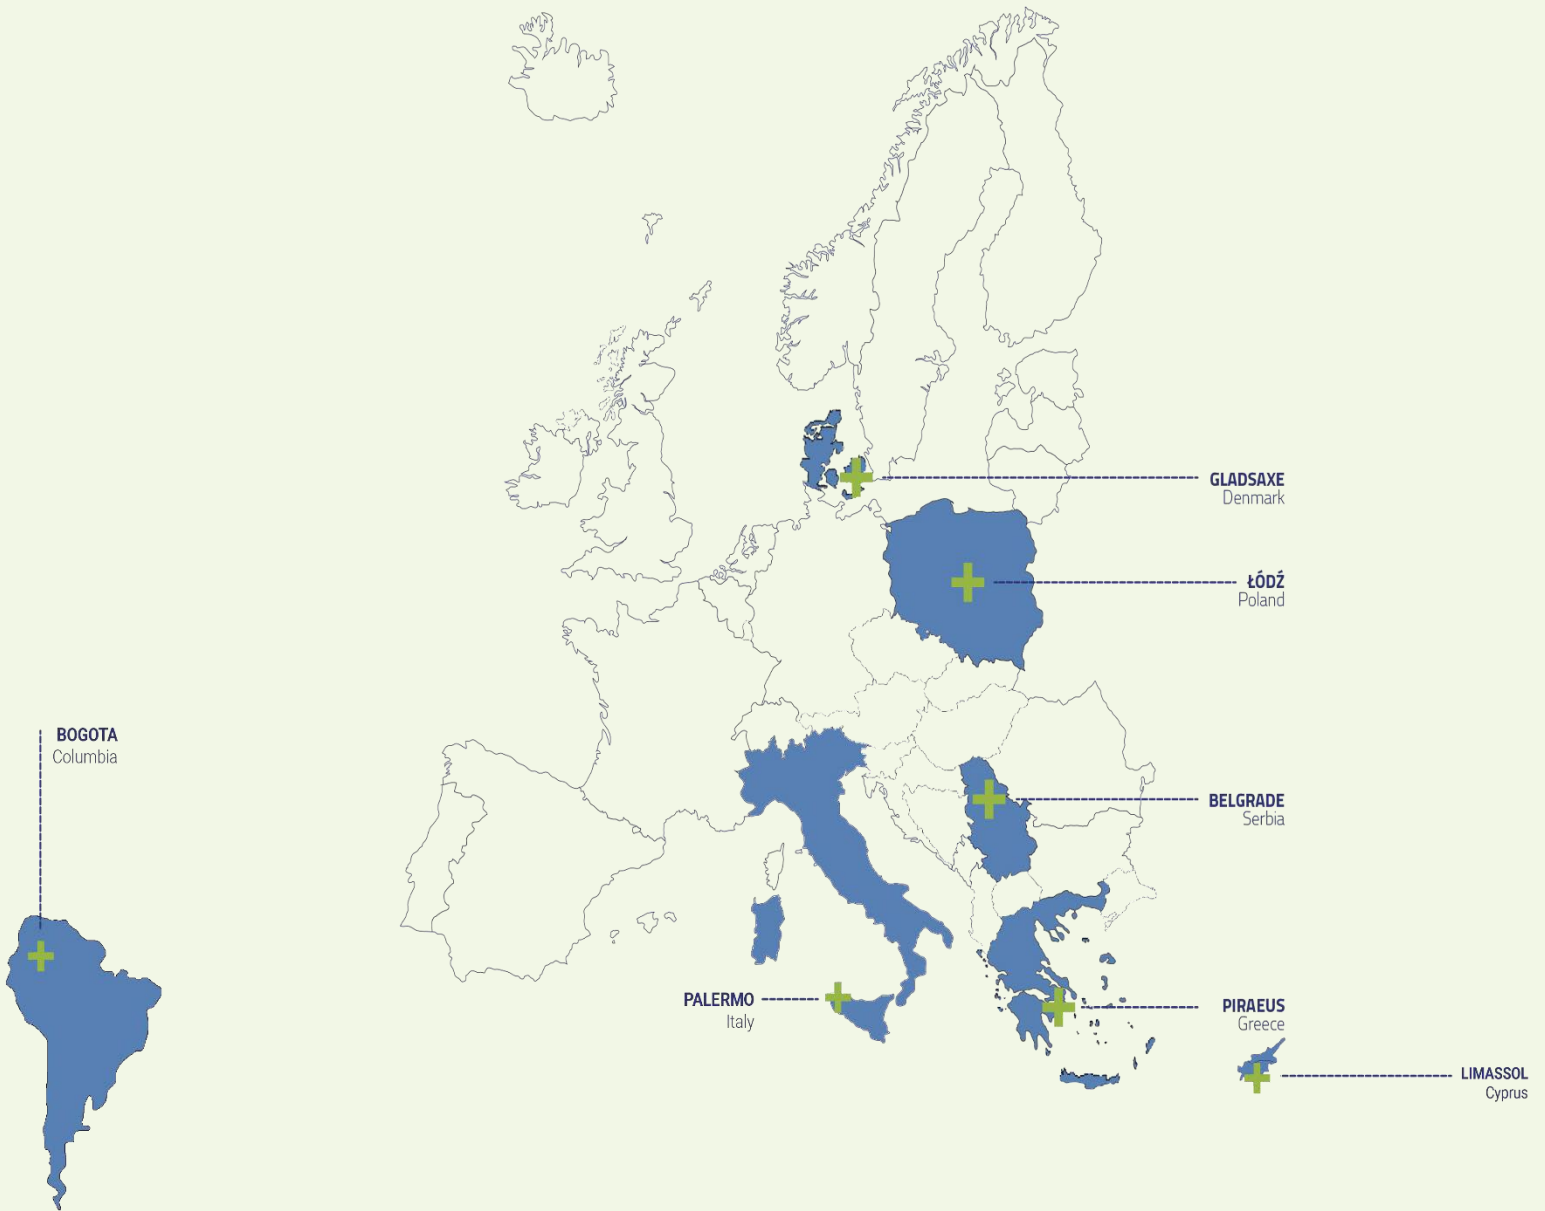 GLADSAXE
Denmark
ŁÓDŹ
Poland
BOGOTA
Columbia
BELGRADE
Serbia
PALERMO
Italy
PIRAEUS
Greece
LIMASSOL
Cyprus